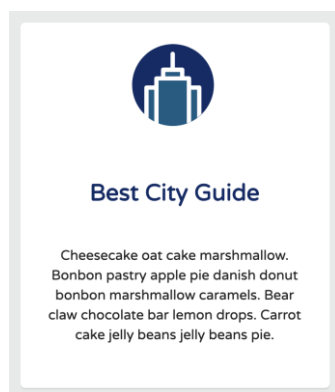 Best City Guide
Cheesecake oat cake marshmallow.
Bonbon pastry apple pie danish donut
bonbon marshmallow caramels. Bear
claw chocolate bar lemon drops. Carrot
cake jelly beans jelly beans pie.